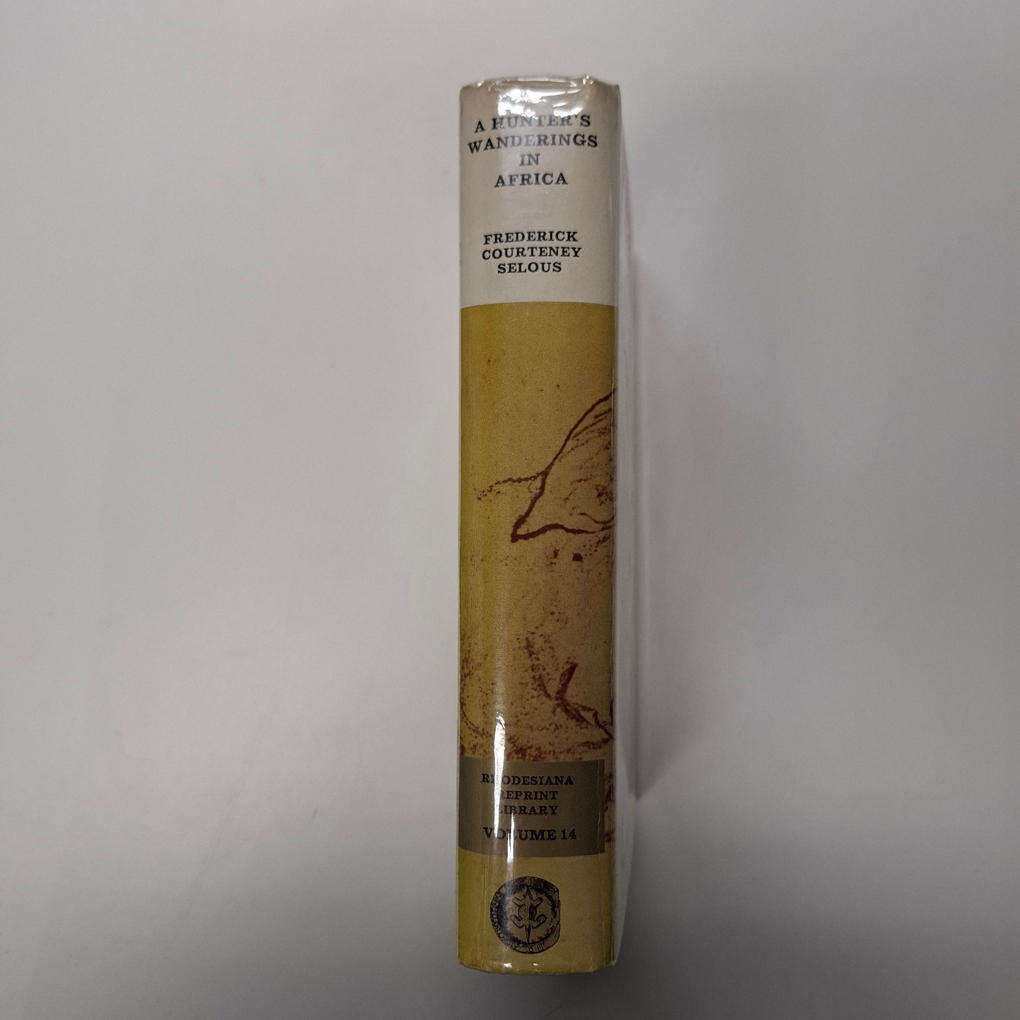 A HUNTER'S
WANDERINGS
IN
AFRICA
FREDERICK
COURTENEY
SELOUS
RHODESIANA
REPRINT
LIBRARY
VOLUME 14